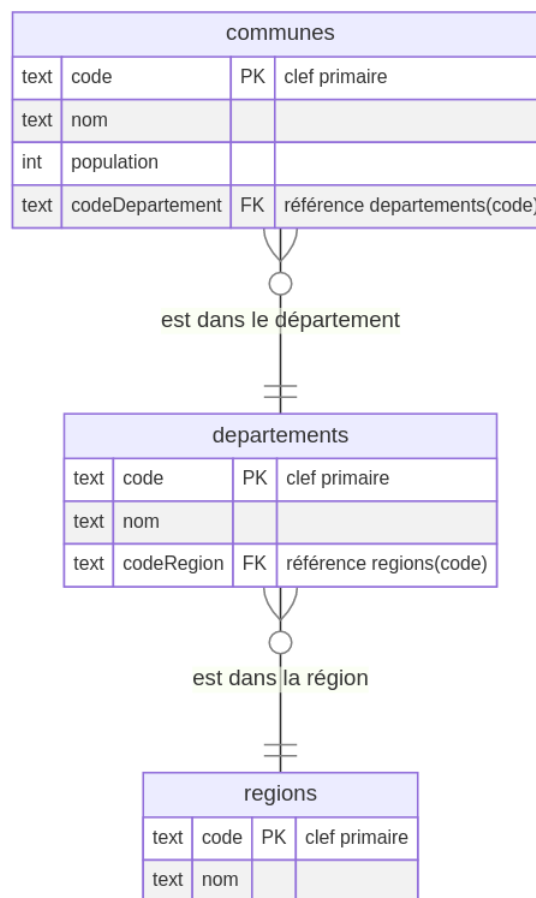 communes
text code PK clef primaire
text nom
int population
text codeDepartement FK référence departements(code)
est dans le département
departements
text code PK clef primaire
text nom
text codeRegion FK référence regions(code)
est dans la région
regions
text code PK clef primaire
text nom